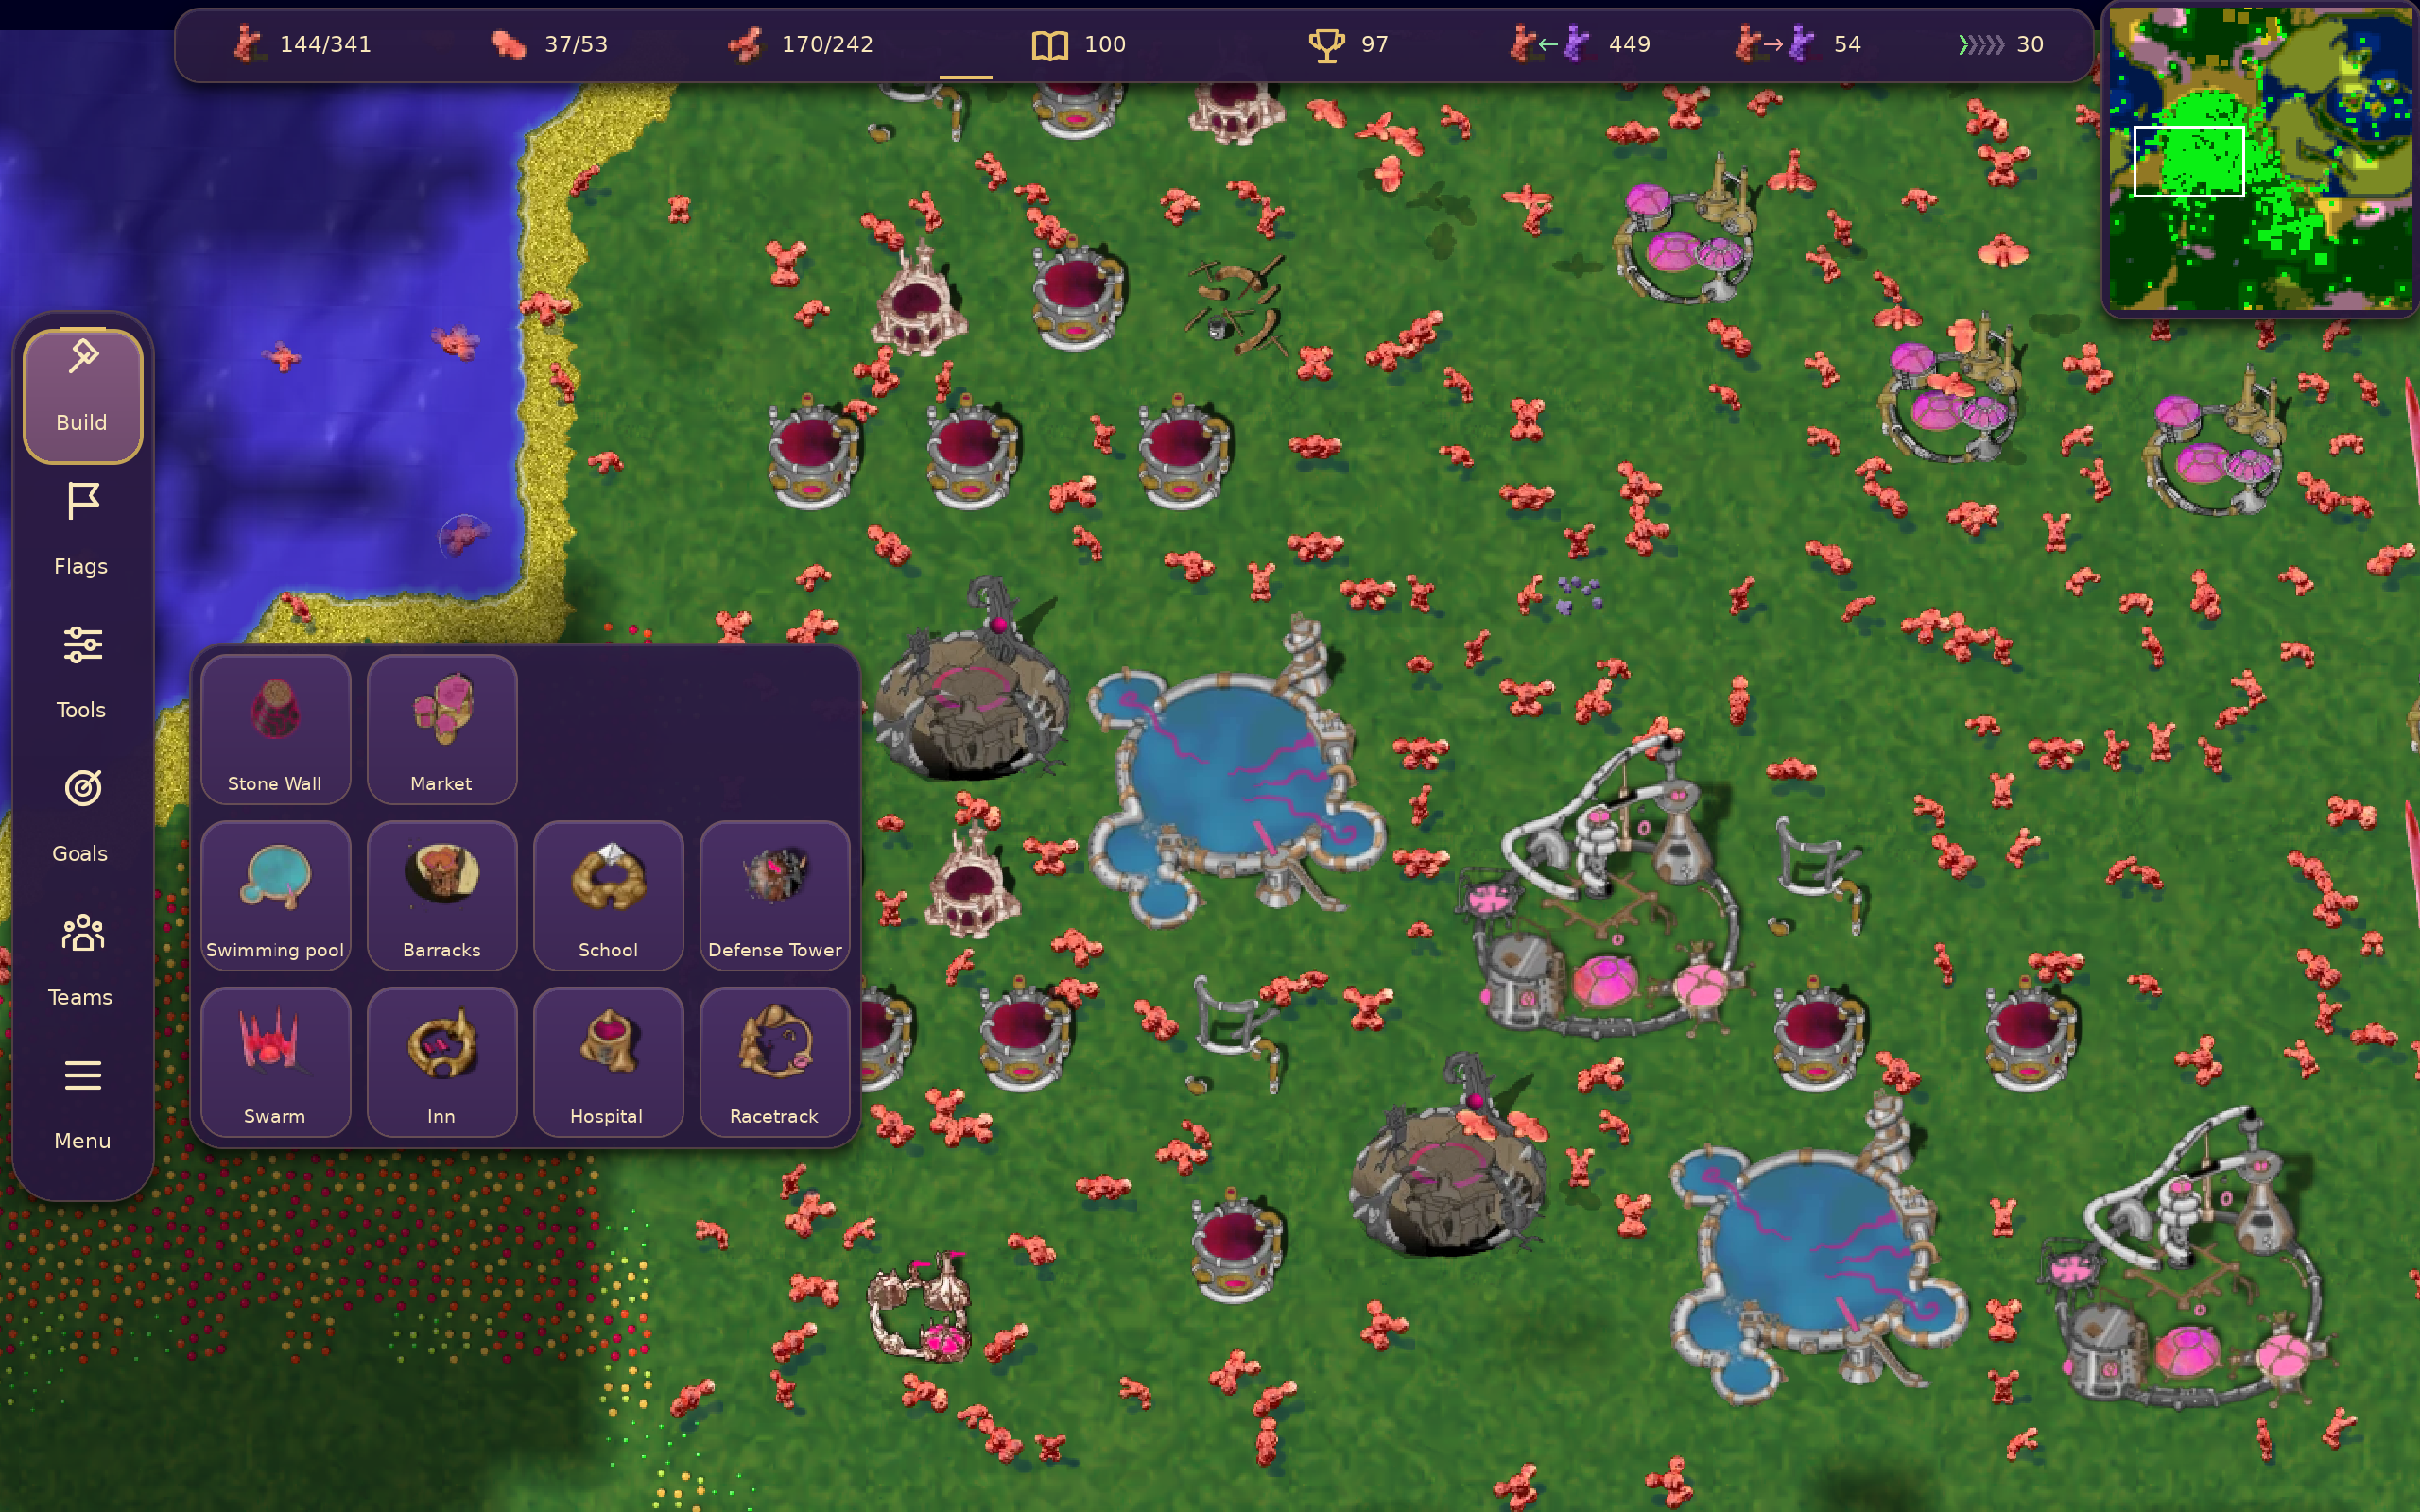 144/341 37/53 170/242 100 97 449 54 30
Build
Flags
Tools
Goals
Teams
Menu
Stone Wall Market
Swimming pool Barracks School Defense Tower
Swarm Inn Hospital Racetrack